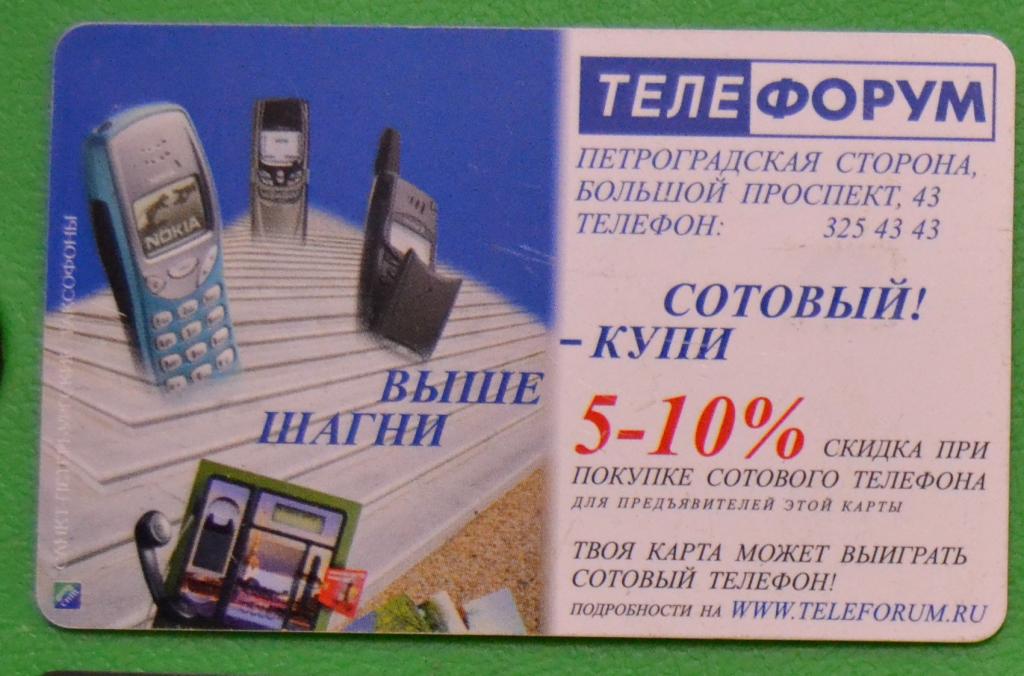 ТЕЛЕФОРУМ
ПЕТРОГРАДСКАЯ СТОРОНА,
БОЛЬШОЙ ПРОСПЕКТ, 43
ТЕЛЕФОН: 325 43 43
СОТОВЫЙ!
-КУПИ
ВЫШЕ
ШАГНИ
5-10% СКИДКА ПРИ
ПОКУПКЕ СОТОВОГО ТЕЛЕФОНА
ДЛЯ ПРЕДЪЯВИТЕЛЕЙ ЭТОЙ КАРТЫ
ТВОЯ КАРТА МОЖЕТ ВЫИГРАТЬ
СОТОВЫЙ ТЕЛЕФОН!
ПОДРОБНОСТИ НА WWW.TELEFORUM.RU
NOKIA